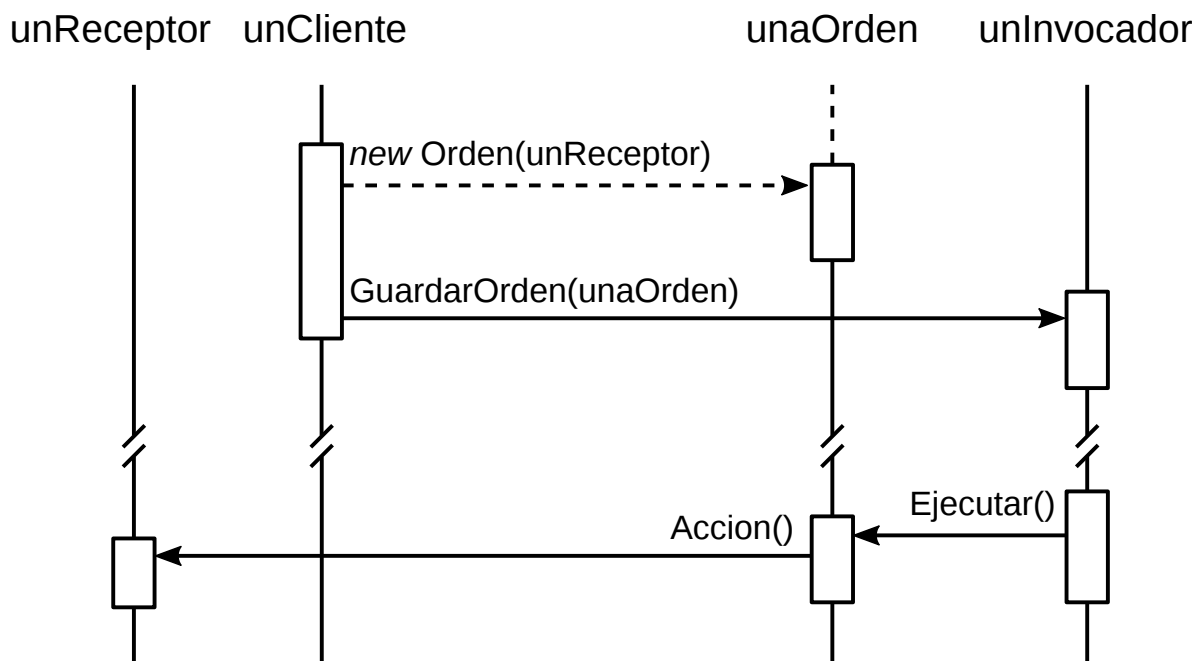 unReceptor unCliente unaOrden unInvocador
new Orden(unReceptor)
GuardarOrden(unaOrden)
Ejecutar()
Accion()